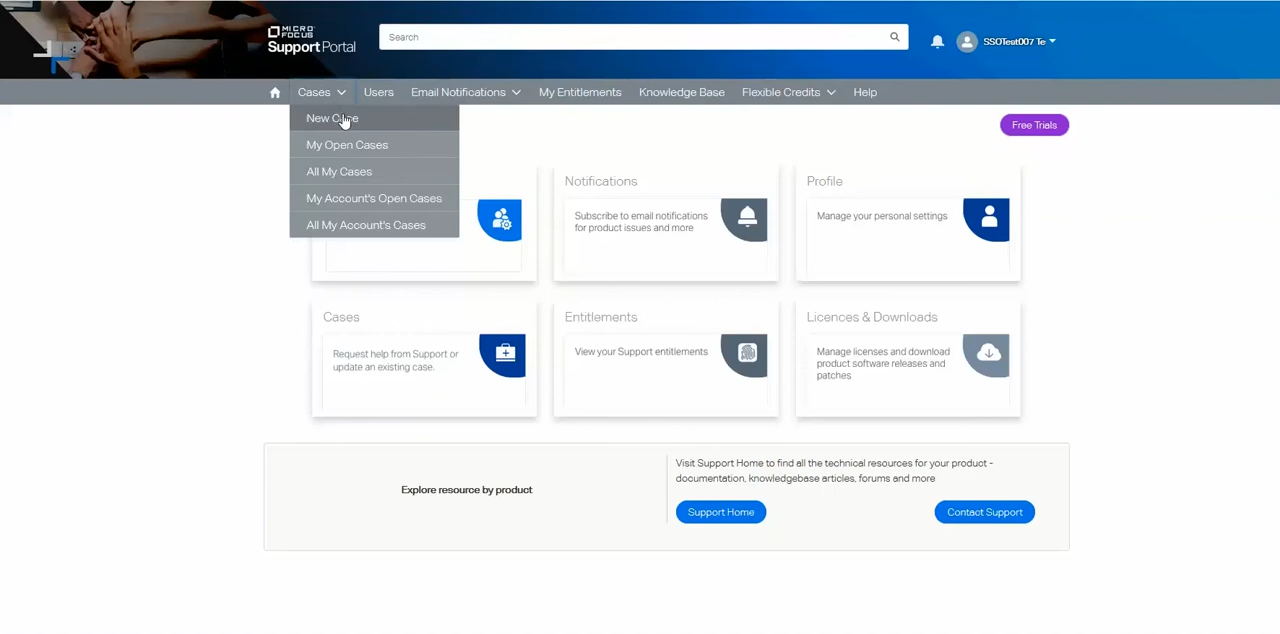 MICRO
FOCUS
Support Portal
Search
SSOTest007 Te
Cases
Users
Email Notifications
My Entitlements
Knowledge Base
Flexible Credits
Help
New Case
My Open Cases
All My Cases
My Account's Open Cases
All My Account's Cases
Free Trials
Notifications
Subscribe to email notifications
for product issues and more
Profile
Manage your personal settings
Cases
Request help from Support or
update an existing case.
Entitlements
View your Support entitlements
Licences & Downloads
Manage licenses and download
product software releases and
patches
Explore resource by product
Visit Support Home to find all the technical resources for your product -
documentation, knowledgebase articles, forums and more
Support Home
Contact Support